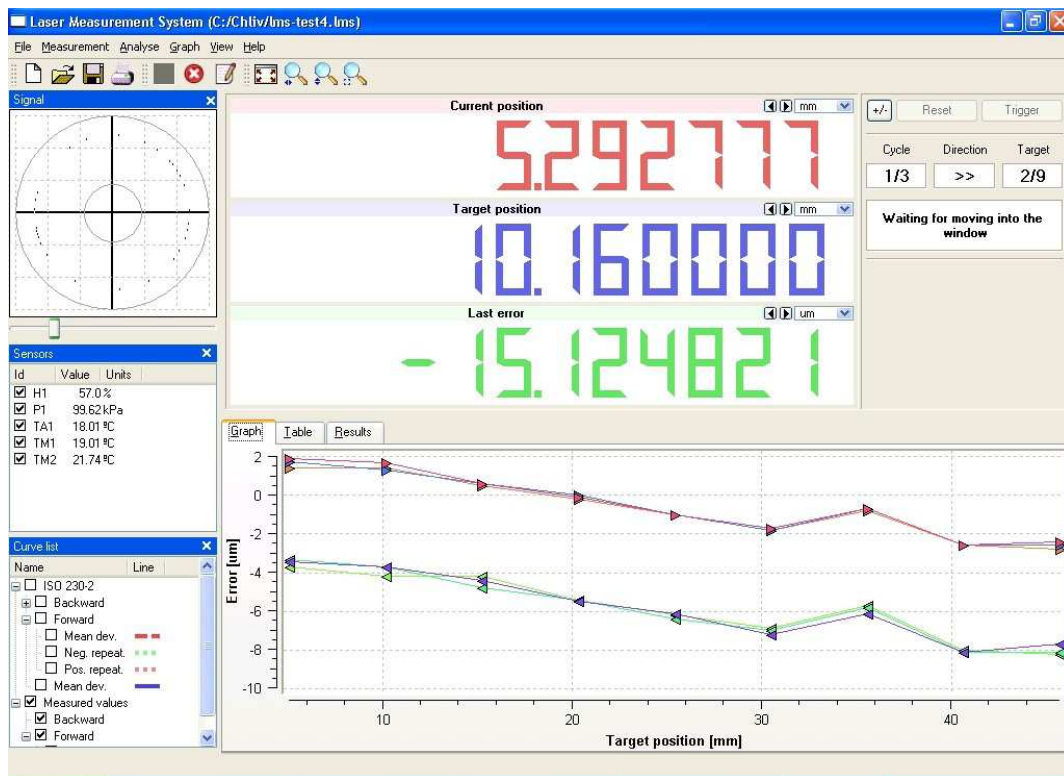 Laser Measurement System (C:/Chliv/lms-test4.lms)
File Measurement Analyse Graph View Help
Signal
Current position mm
5.292777
Target position mm
10.160000
Last error um
-15.124821
+/- Reset Trigger
Cycle Direction Target
1/3 >> 2/9
Waiting for moving into the
window
Sensors
Id Value Units
H1 57.0 %
P1 99.62 kPa
TA1 18.01 ºC
TM1 19.01 ºC
TM2 21.74 ºC
Curve list
Name Line
ISO 230-2
Backward
Forward
Mean dev.
Neg. repeat.
Pos. repeat.
Mean dev.
Measured values
Backward
Forward
Graph Table Results
Error [um]
2
0
-2
-4
-6
-8
-10
10 20 30 40
Target position [mm]